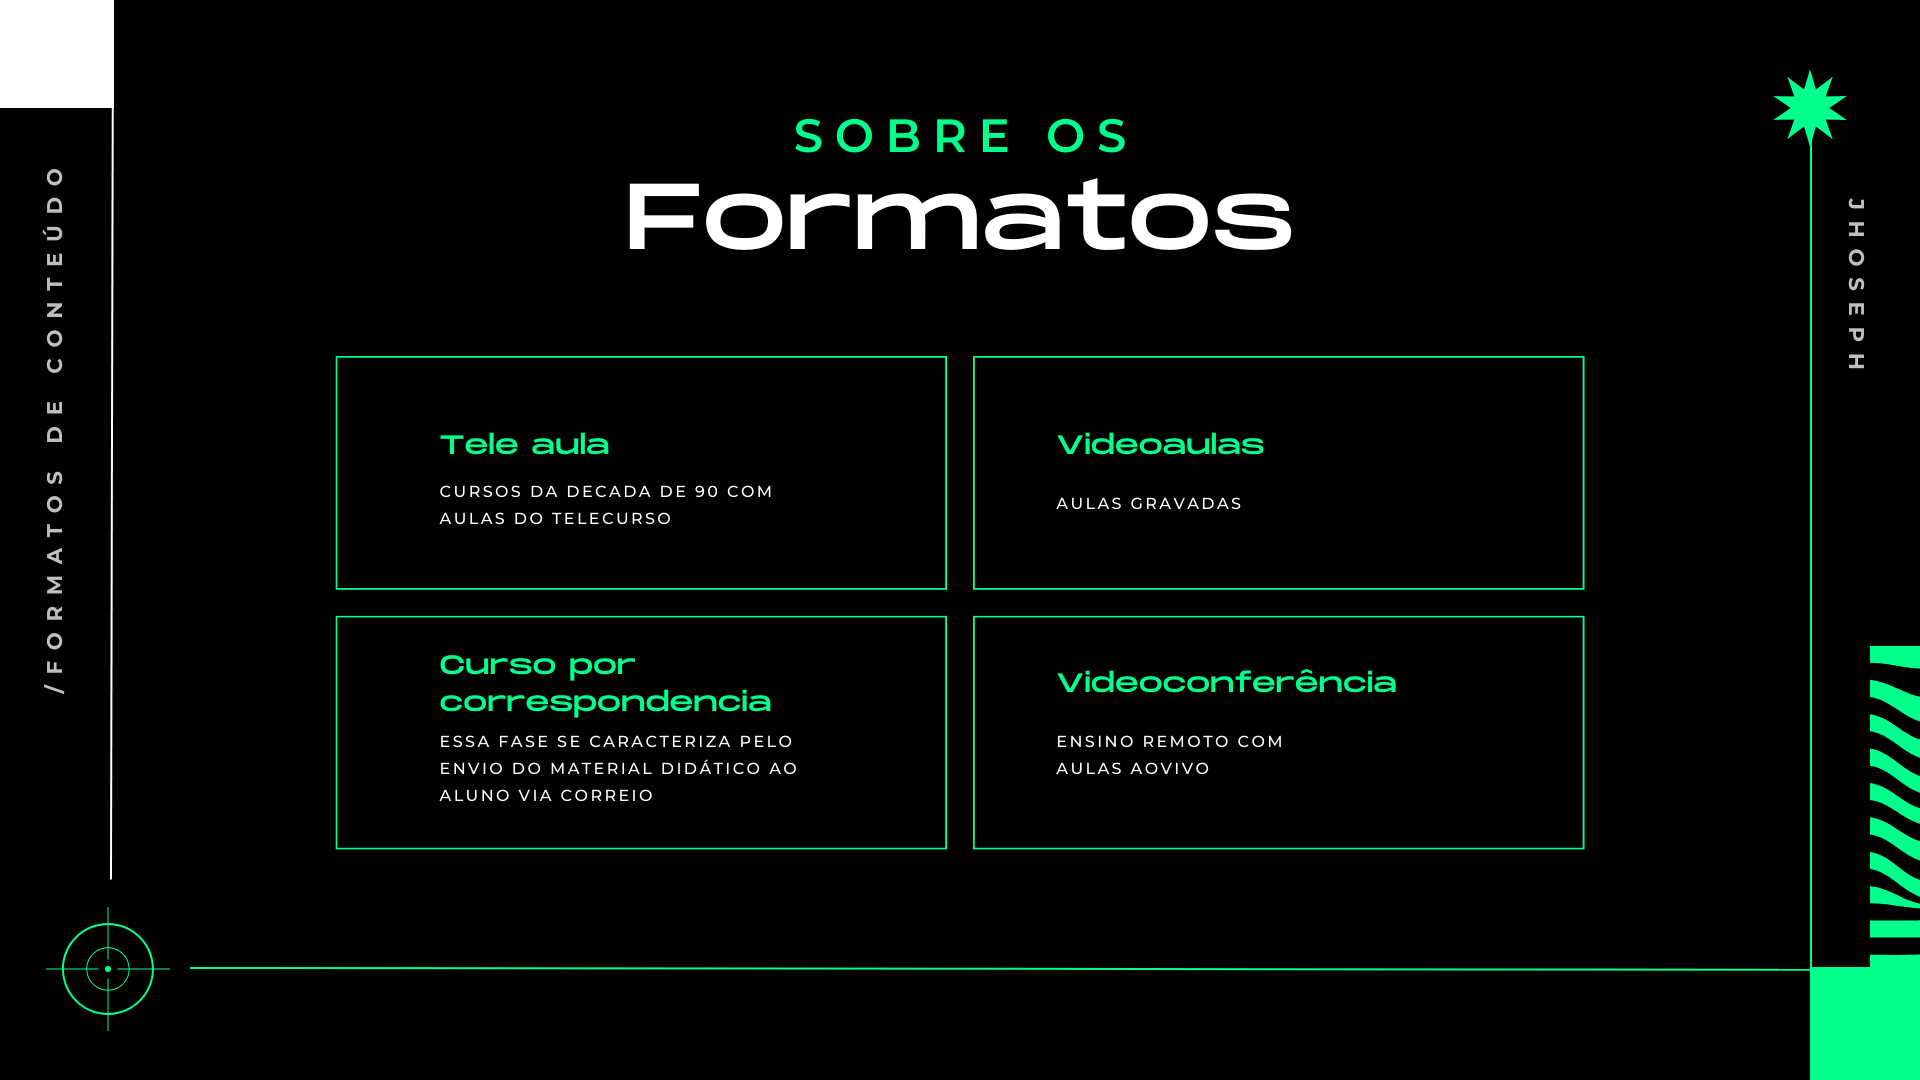 /FORMATOS DE CONTEÚDO
SOBRE OS
Formatos
JHOSEPH
Tele aula
CURSOS DA DECADA DE 90 COM
AULAS DO TELECURSO
Videoaulas
AULAS GRAVADAS
Curso por
correspondencia
ESSA FASE SE CARACTERIZA PELO
ENVIO DO MATERIAL DIDÁTICO AO
ALUNO VIA CORREIO
Videoconferência
ENSINO REMOTO COM
AULAS AOVIVO